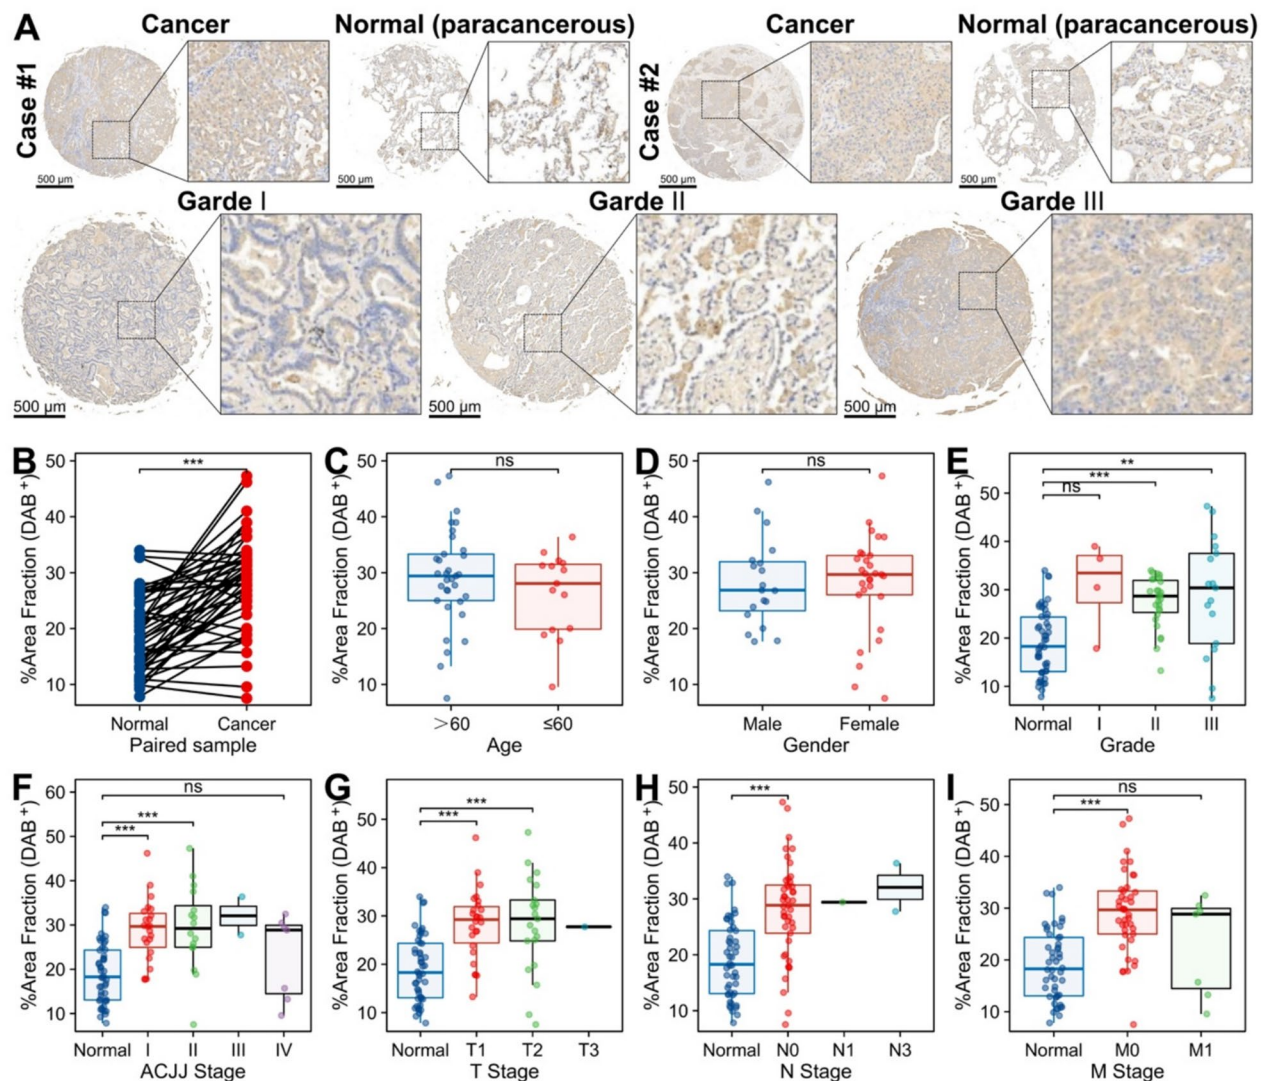 A
Cancer
Normal (paracancerous)
Cancer
Normal (paracancerous)
Case #1
Case #2
500 µm
500 µm
500 µm
500 µm
Garde I
Garde II
Garde III
500 µm
500 µm
500 µm
B
%Area Fraction (DAB+)
50
40
30
20
10
***
Normal
Cancer
Paired sample
C
%Area Fraction (DAB+)
50
40
30
20
10
ns
>60
≤60
Age
D
%Area Fraction (DAB+)
50
40
30
20
10
ns
Male
Female
Gender
E
%Area Fraction (DAB+)
50
40
30
20
10
**
***
ns
Normal
I
II
III
Grade
F
%Area Fraction (DAB+)
60
50
40
30
20
10
ns
***
***
Normal
I
II
III
IV
ACJJ Stage
G
%Area Fraction (DAB+)
50
40
30
20
10
***
***
Normal
T1
T2
T3
T Stage
H
%Area Fraction (DAB+)
50
40
30
20
10
***
Normal
N0
N1
N3
N Stage
I
%Area Fraction (DAB+)
50
40
30
20
10
ns
***
Normal
M0
M1
M Stage